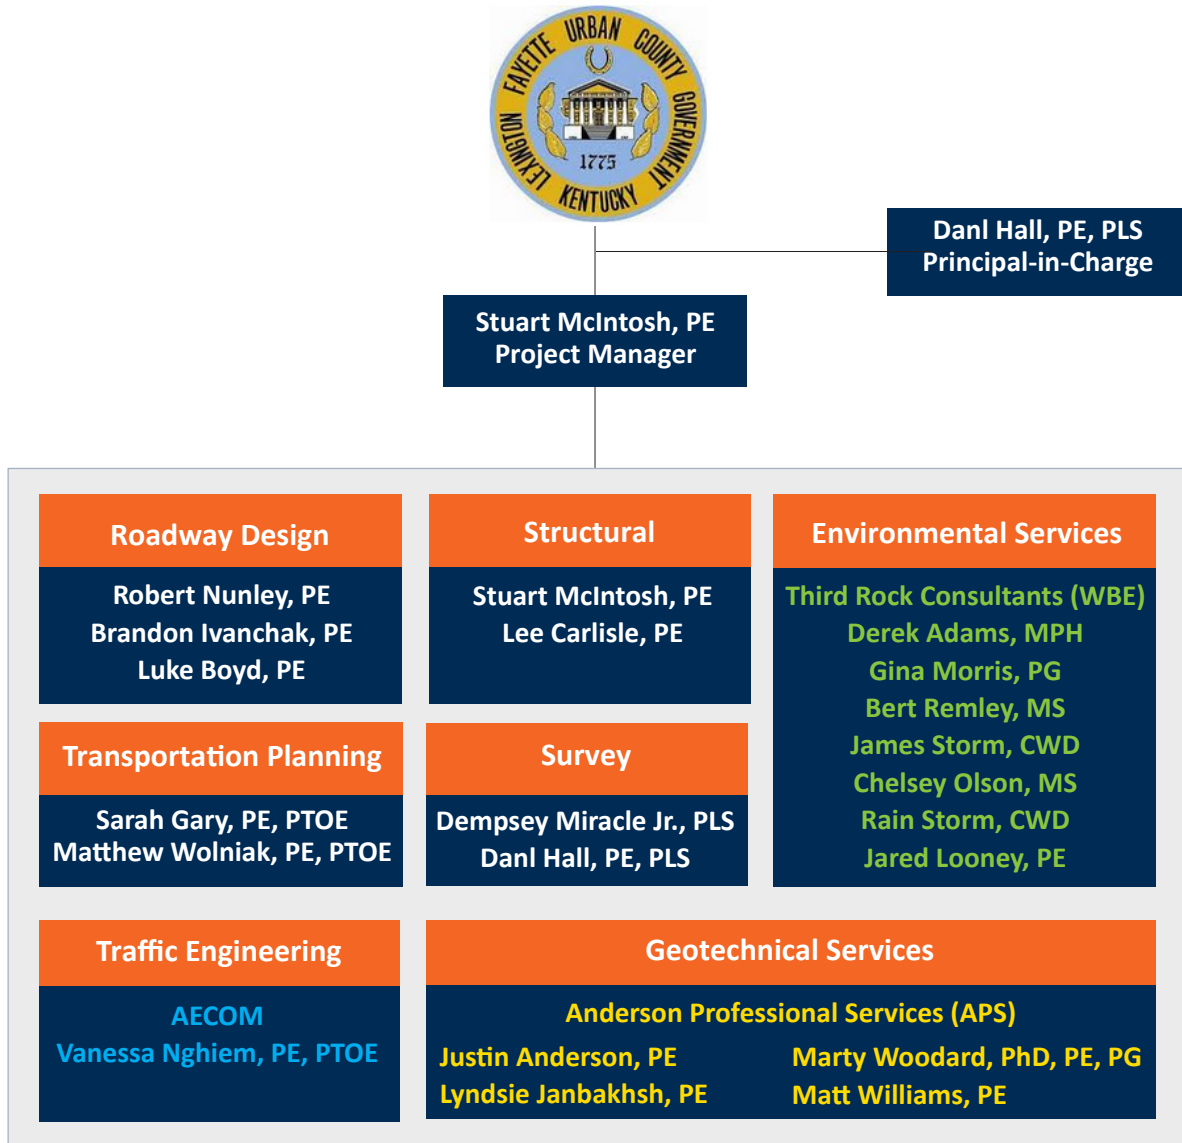 LEXINGTON FAYETTE URBAN COUNTY GOVERNMENT
1775
KENTUCKY
Danl Hall, PE, PLS
Principal-in-Charge
Stuart McIntosh, PE
Project Manager
Roadway Design
Robert Nunley, PE
Brandon Ivanchak, PE
Luke Boyd, PE
Structural
Stuart McIntosh, PE
Lee Carlisle, PE
Environmental Services
Third Rock Consultants (WBE)
Derek Adams, MPH
Gina Morris, PG
Bert Remley, MS
James Storm, CWD
Chelsey Olson, MS
Rain Storm, CWD
Jared Looney, PE
Transportation Planning
Sarah Gary, PE, PTOE
Matthew Wolniak, PE, PTOE
Survey
Dempsey Miracle Jr., PLS
Danl Hall, PE, PLS
Traffic Engineering
AECOM
Vanessa Nghiem, PE, PTOE
Geotechnical Services
Anderson Professional Services (APS)
Justin Anderson, PE
Lyndsie Janbakhsh, PE
Marty Woodard, PhD, PE, PG
Matt Williams, PE